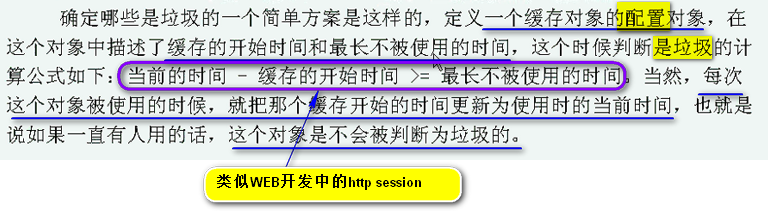 确定哪些是垃圾的一个简单方案是这样的，定义一个缓存对象的配置对象，在
这个对象中描述了缓存的开始时间和最长不被使用的时间，这个时候判断是垃圾的计
算公式如下：当前的时间 - 缓存的开始时间 >= 最长不被使用的时间。当然，每次
这个对象被使用的时候，就把那个缓存开始的时间更新为使用时的当前时间，也就是
说如果一直有人用的话，这个对象是不会被判断为垃圾的。
类似WEB开发中的http session